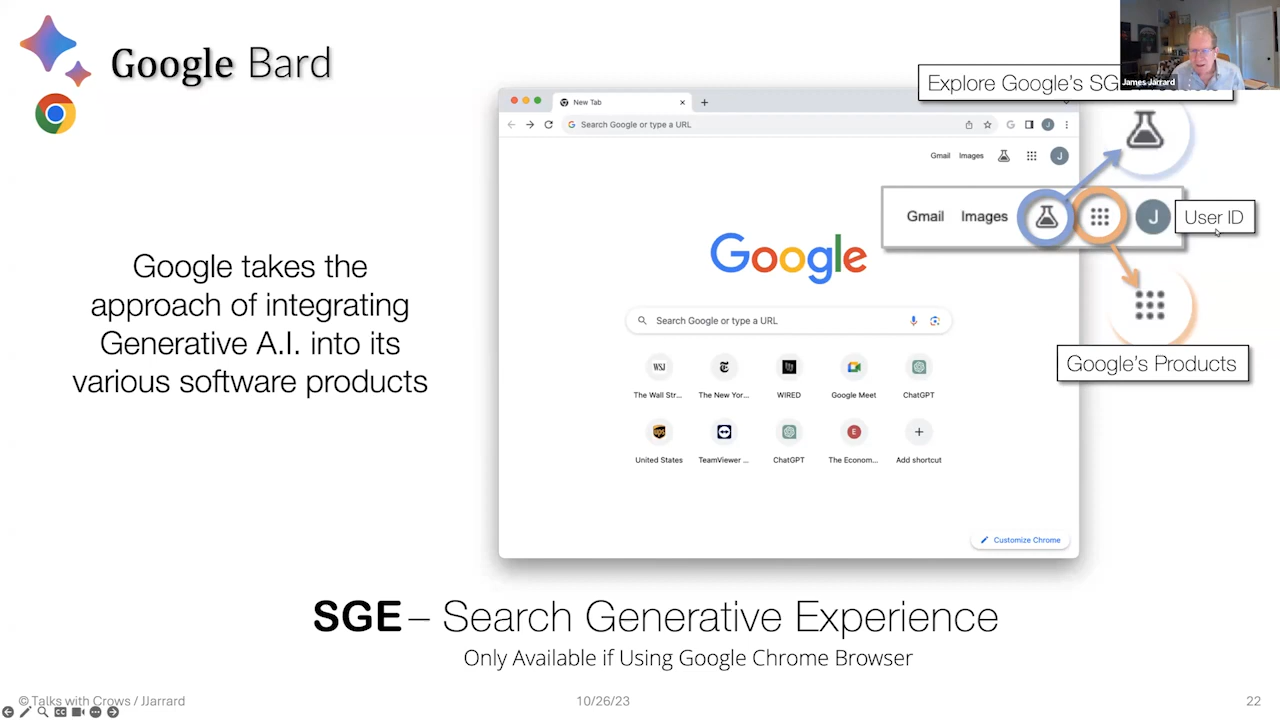 Google Bard
James Jarrard
Explore Google's SG
New Tab
Search Google or type a URL
G
J
Gmail Images
J
Gmail Images
J
User ID
Google
Google takes the
approach of integrating
Generative A.I. into its
various software products
Search Google or type a URL
Google's Products
WSJ
The Wall Str...
The New Yor...
WIRED
Google Meet
ChatGPT
ups
E
United States
TeamViewer ...
ChatGPT
The Econom...
Add shortcut
Customize Chrome
SGE – Search Generative Experience
Only Available if Using Google Chrome Browser
© Talks with Crows / JJarrard
10/26/23
22